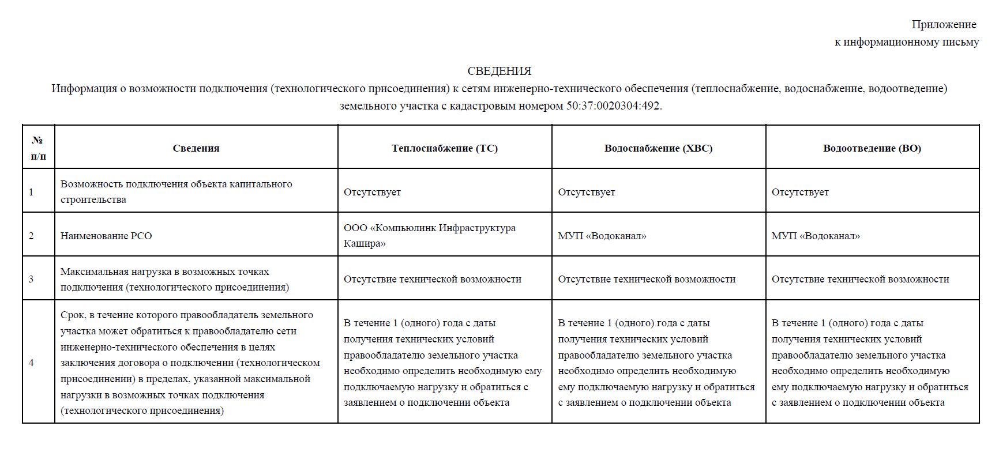 Приложение
к информационному письму
СВЕДЕНИЯ
Информация о возможности подключения (технологического присоединения) к сетям инженерно-технического обеспечения (теплоснабжение, водоснабжение, водоотведение)
земельного участка с кадастровым номером 50:37:0020304:492.
№
п/п
Сведения
Теплоснабжение (ТС)
Водоснабжение (ХВС)
Водоотведение (ВО)
1
Возможность подключения объекта капитального
строительства
Отсутствует
Отсутствует
Отсутствует
2
Наименование РСО
ООО «Компьюлинк Инфраструктура
Кашира»
МУП «Водоканал»
МУП «Водоканал»
3
Максимальная нагрузка в возможных точках
подключения (технологического присоединения)
Отсутствие технической возможности
Отсутствие технической возможности
Отсутствие технической возможности
4
Срок, в течение которого правообладатель земельного
участка может обратиться к правообладателю сети
инженерно-технического обеспечения в целях
заключения договора о подключении (технологическом
присоединении) в пределах, указанной максимальной
нагрузки в возможных точках подключения
(технологического присоединения)
В течение 1 (одного) года с даты
получения технических условий
правообладателю земельного участка
необходимо определить необходимую ему
подключаемую нагрузку и обратиться с
заявлением о подключении объекта
В течение 1 (одного) года с даты
получения технических условий
правообладателю земельного участка
необходимо определить необходимую
ему подключаемую нагрузку и обратиться
с заявлением о подключении объекта
В течение 1 (одного) года с даты
получения технических условий
правообладателю земельного участка
необходимо определить необходимую
ему подключаемую нагрузку и обратиться
с заявлением о подключении объекта